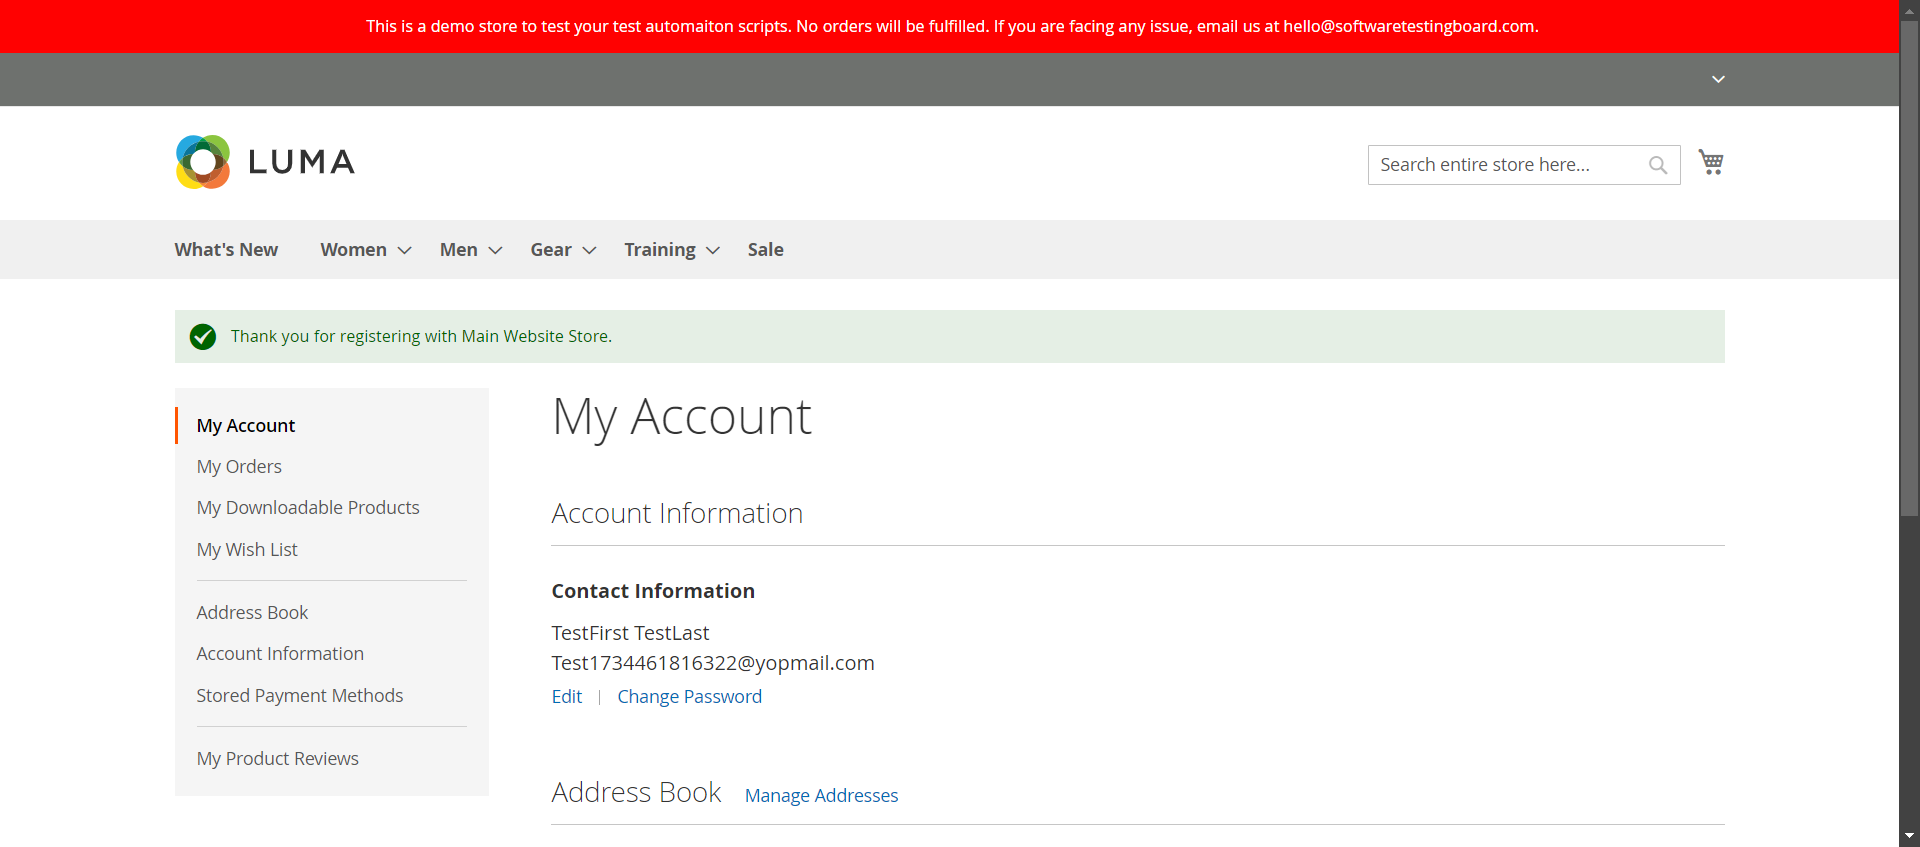 This is a demo store to test your test automaiton scripts. No orders will be fulfilled. If you are facing any issue, email us at hello@softwaretestingboard.com.
LUMA
Search entire store here...
What's New Women Men Gear Training Sale
Thank you for registering with Main Website Store.
My Account
My Orders
My Downloadable Products
My Wish List
Address Book
Account Information
Stored Payment Methods
My Product Reviews
My Account
Account Information
Contact Information
TestFirst TestLast
Test1734461816322@yopmail.com
Edit | Change Password
Address Book Manage Addresses